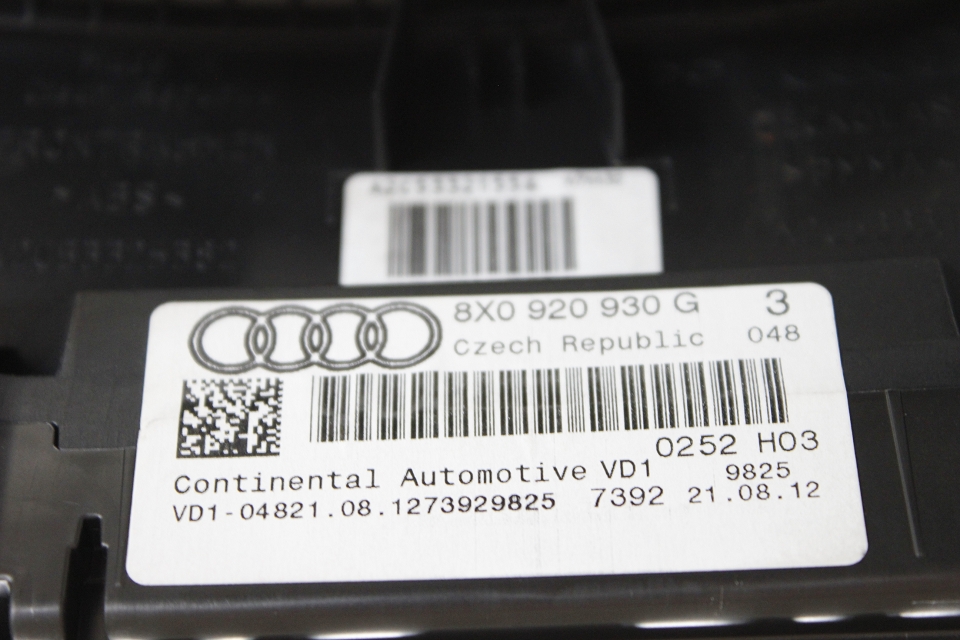 8X0 920 930 G 3
Czech Republic 048
0252 H03
Continental Automotive VD1 9825
VD1-04821.08.1273929825 7392 21.08.12